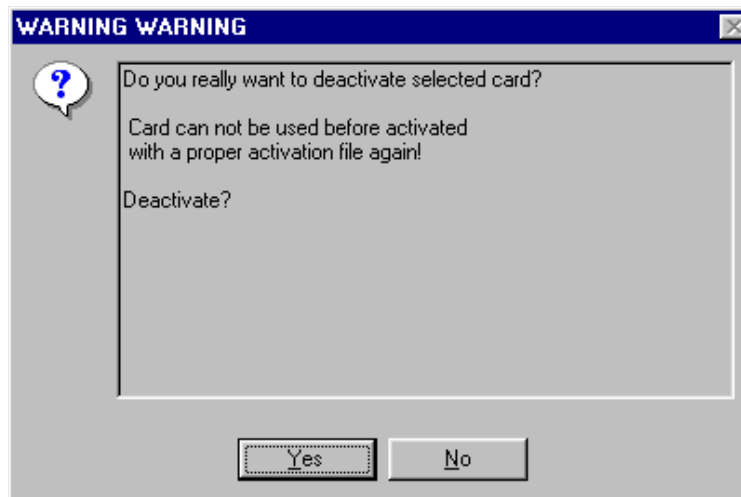 WARNING WARNING
?
Do you really want to deactivate selected card?
Card can not be used before activated
with a proper activation file again!
Deactivate?
Yes
No